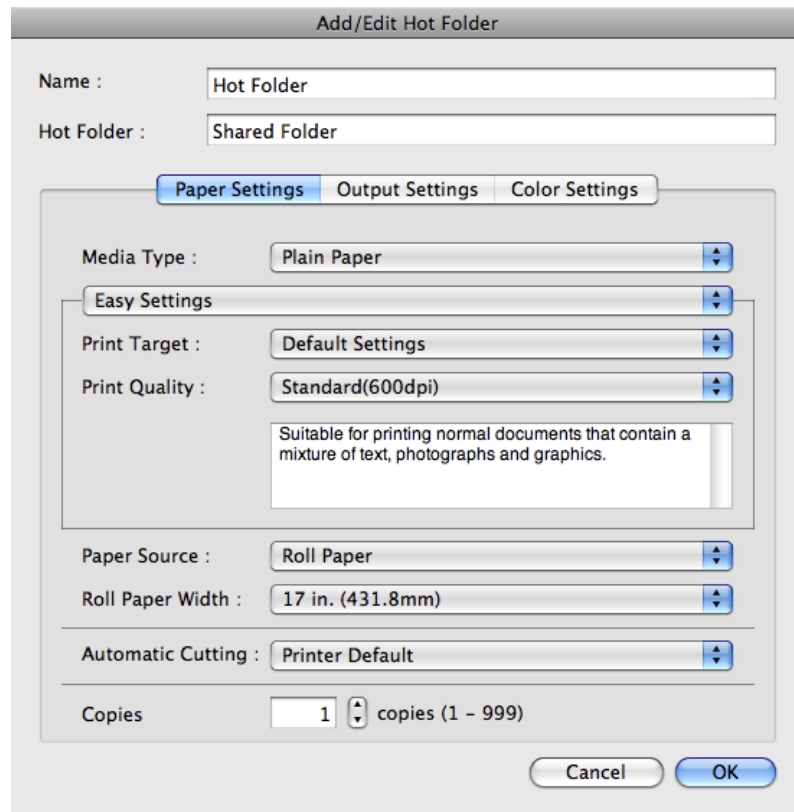 Add/Edit Hot Folder
Name : Hot Folder
Hot Folder : Shared Folder
Paper Settings Output Settings Color Settings
Media Type : Plain Paper
Easy Settings
Print Target : Default Settings
Print Quality : Standard(600dpi)
Suitable for printing normal documents that contain a
mixture of text, photographs and graphics.
Paper Source : Roll Paper
Roll Paper Width : 17 in. (431.8mm)
Automatic Cutting : Printer Default
Copies 1 copies (1 - 999)
Cancel OK